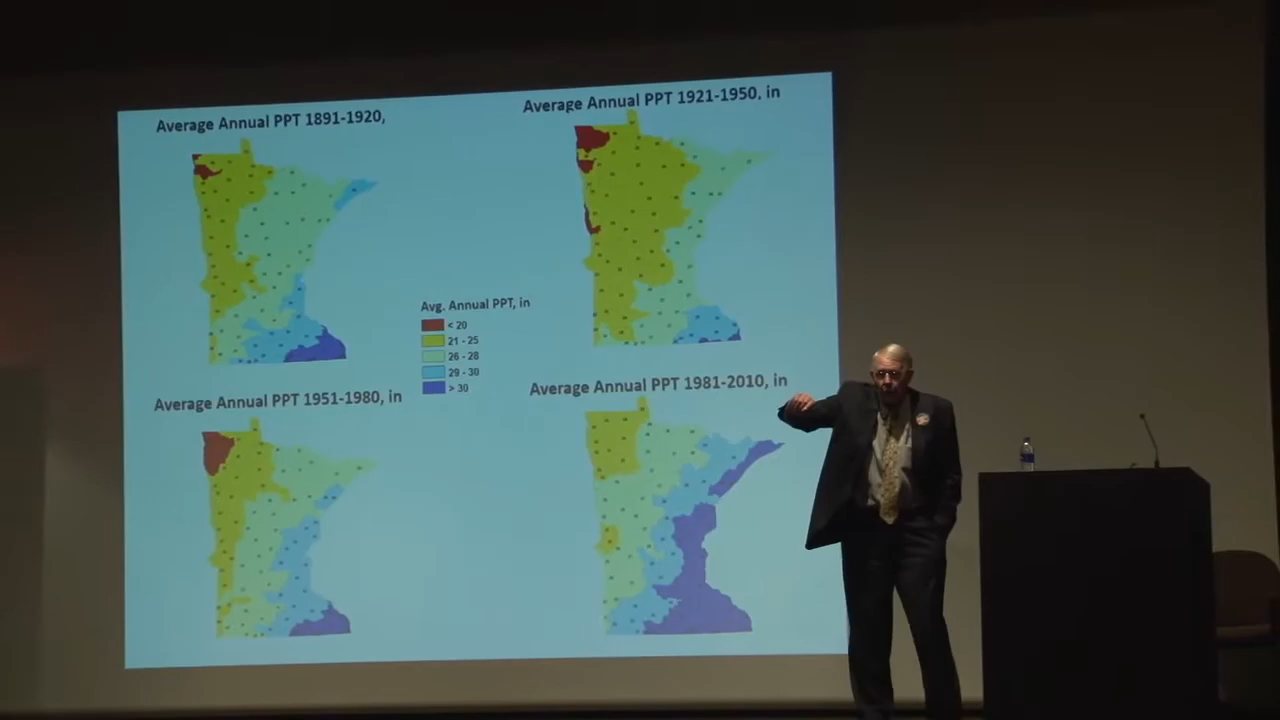 Average Annual PPT 1891-1920,
Average Annual PPT 1921-1950, in
Avg. Annual PPT, in
< 20
21 - 25
26 - 28
29 - 30
> 30
Average Annual PPT 1951-1980, in
Average Annual PPT 1981-2010, in